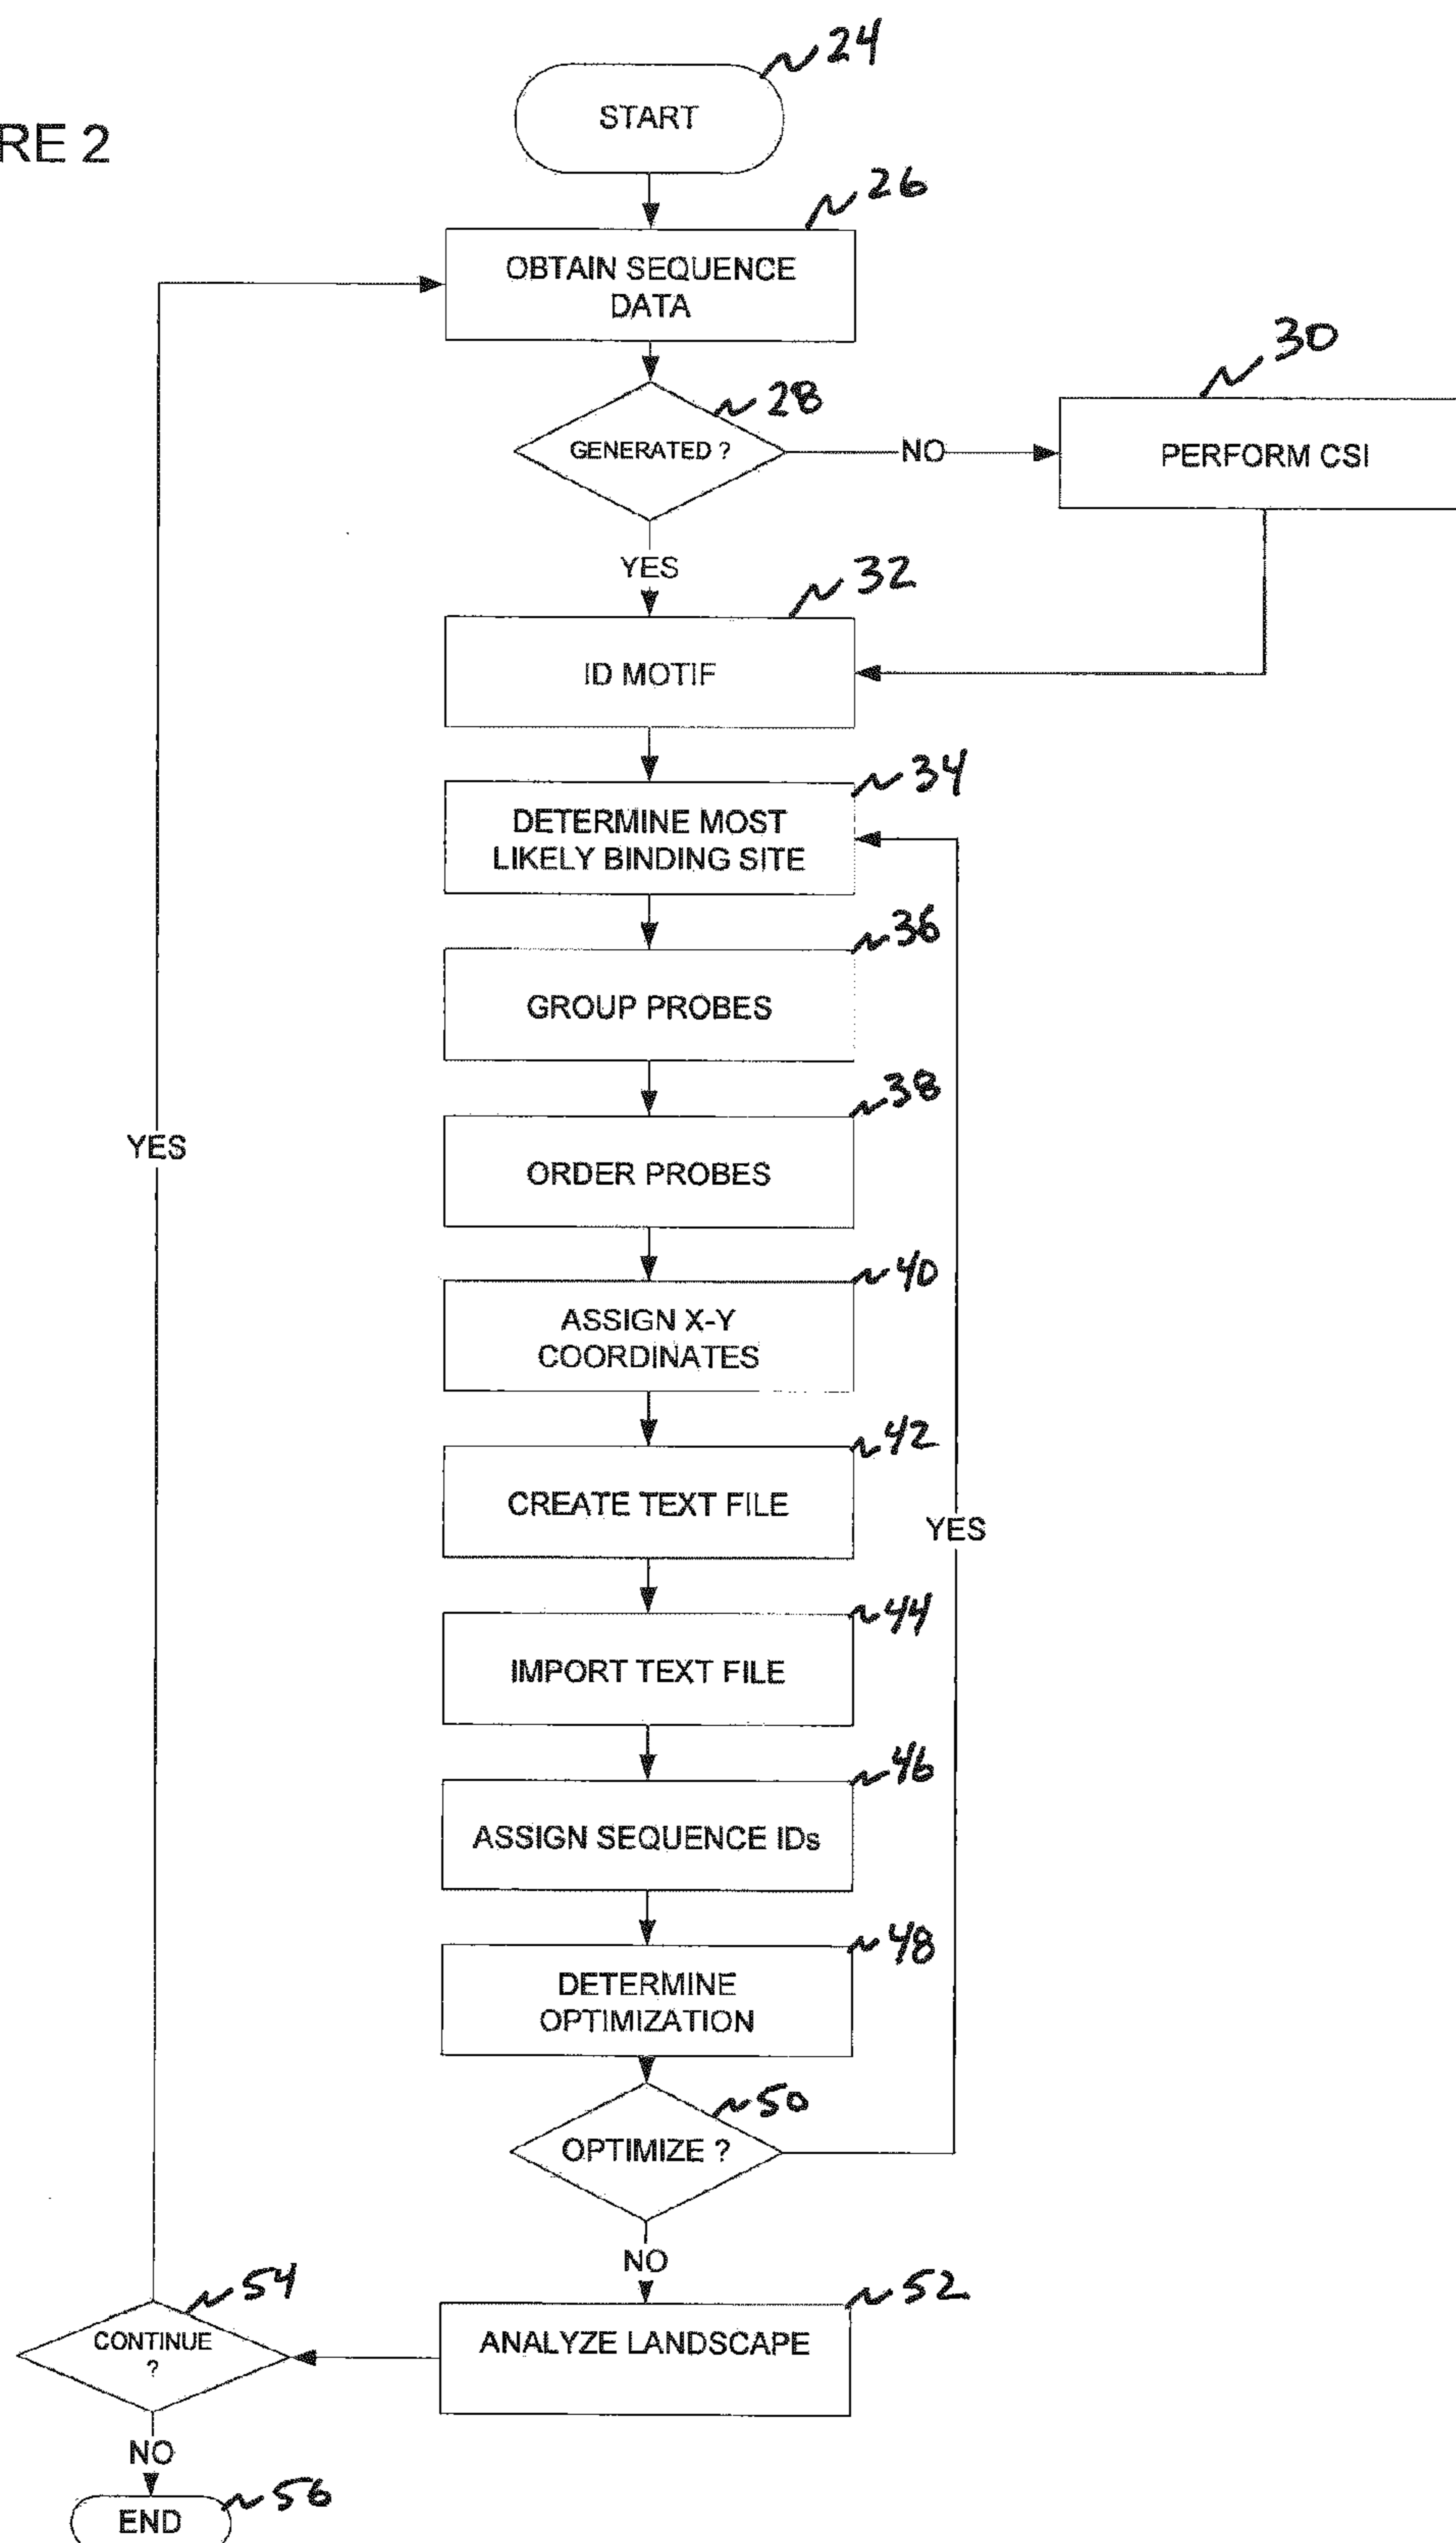 24
START
RE 2
26
OBTAIN SEQUENCE
DATA
30
28
GENERATED ?
NO
PERFORM CSI
YES
32
ID MOTIF
34
DETERMINE MOST
LIKELY BINDING SITE
36
GROUP PROBES
38
ORDER PROBES
YES
40
ASSIGN X-Y
COORDINATES
42
CREATE TEXT FILE
YES
44
IMPORT TEXT FILE
46
ASSIGN SEQUENCE IDs
48
DETERMINE
OPTIMIZATION
50
OPTIMIZE ?
NO
54
52
CONTINUE
?
ANALYZE LANDSCAPE
NO
56
END